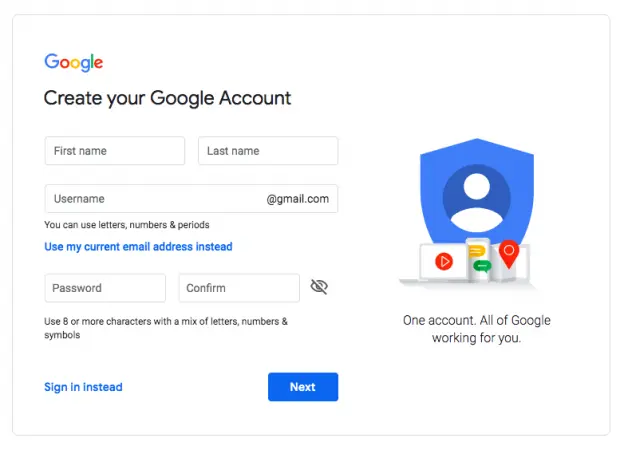 Google
Create your Google Account
First name
Last name
Username
@gmail.com
You can use letters, numbers & periods
Use my current email address instead
Password
Confirm
Use 8 or more characters with a mix of letters, numbers &
symbols
Sign in instead
Next
One account. All of Google
working for you.